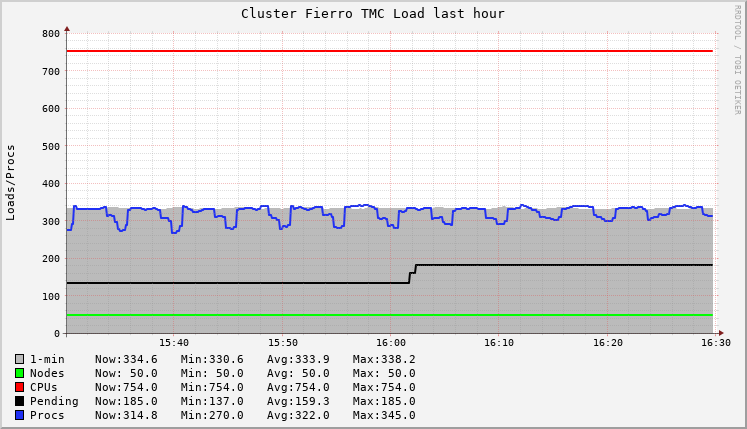 Cluster Fierro TMC Load last hour
RRDTOOL / TOBI OETIKER
Loads/Procs
800
700
600
500
400
300
200
100
0
15:40 15:50 16:00 16:10 16:20 16:30
1-min Now:334.6 Min:330.6 Avg:333.9 Max:338.2
Nodes Now: 50.0 Min: 50.0 Avg: 50.0 Max: 50.0
CPUs Now:754.0 Min:754.0 Avg:754.0 Max:754.0
Pending Now:185.0 Min:137.0 Avg:159.3 Max:185.0
Procs Now:314.8 Min:270.0 Avg:322.0 Max:345.0